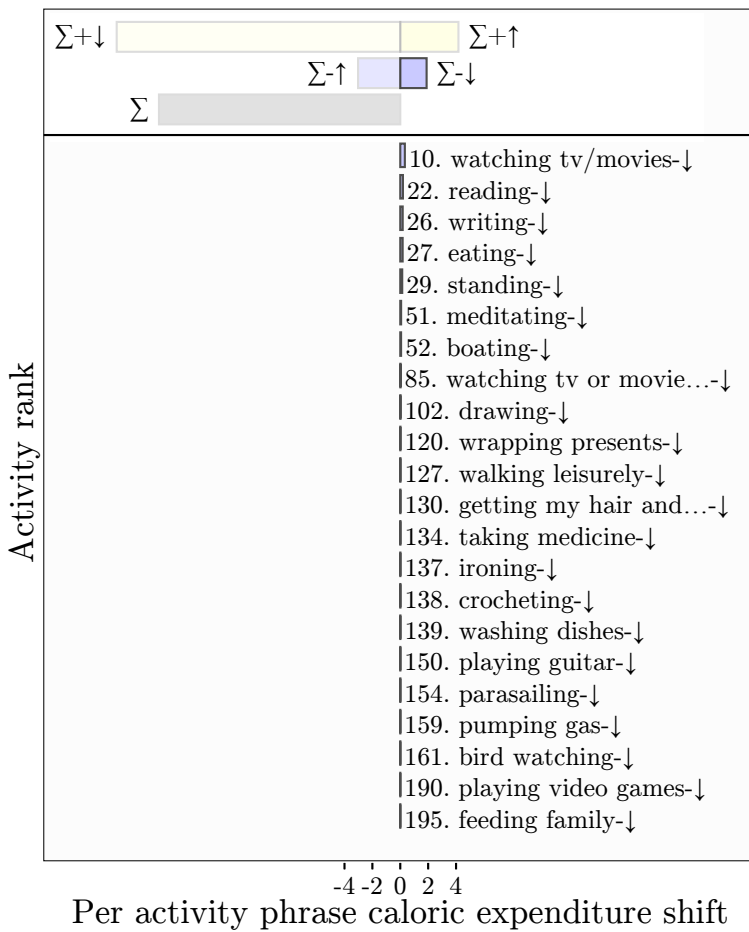 ∑+↓ ∑+↑
∑-↑ ∑-↓
∑
10. watching tv/movies-↓
22. reading-↓
26. writing-↓
27. eating-↓
29. standing-↓
51. meditating-↓
52. boating-↓
85. watching tv or movie…-↓
102. drawing-↓
120. wrapping presents-↓
127. walking leisurely-↓
130. getting my hair and…-↓
134. taking medicine-↓
137. ironing-↓
138. crocheting-↓
139. washing dishes-↓
150. playing guitar-↓
154. parasailing-↓
159. pumping gas-↓
161. bird watching-↓
190. playing video games-↓
195. feeding family-↓
Activity rank
-4 -2 0 2 4
Per activity phrase caloric expenditure shift